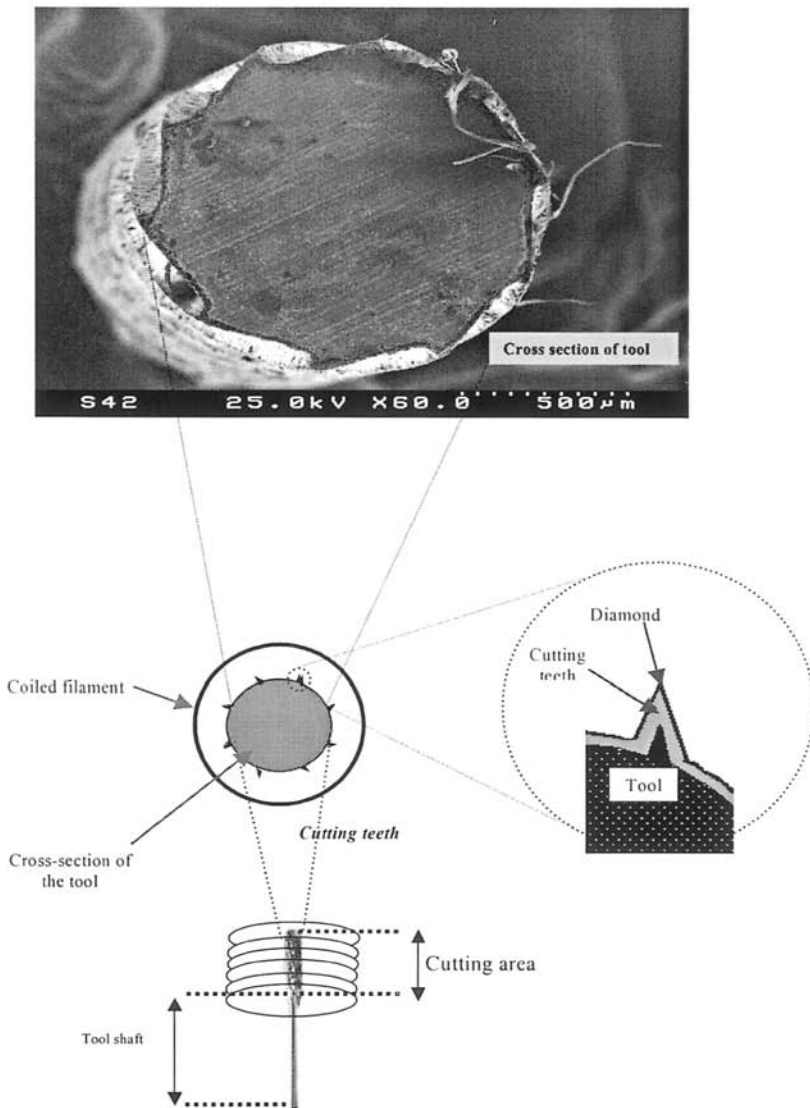 Cross section of tool
S42 25.0kV X60.0 500µm
Diamond
Cutting
teeth
Coiled filament
Tool
Cutting teeth
Cross-section of
the tool
Cutting area
Tool shaft